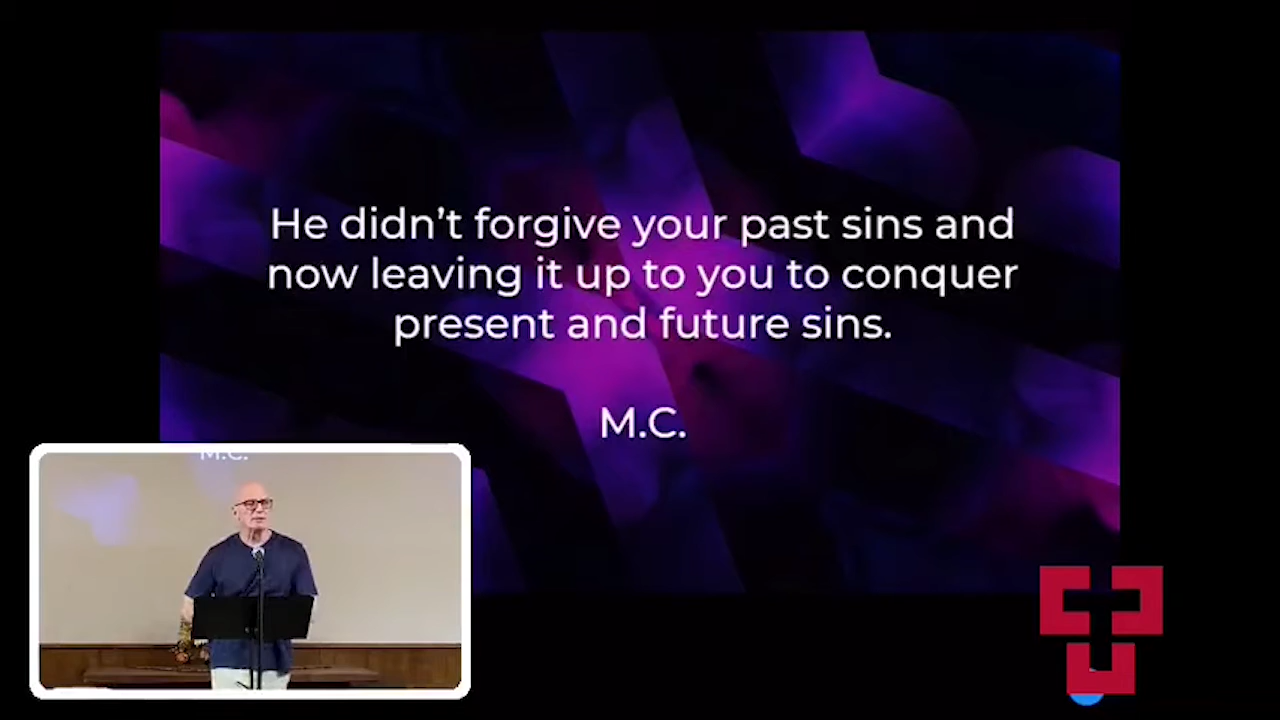 He didn’t forgive your past sins and
now leaving it up to you to conquer
present and future sins.
M.C.
M.C.